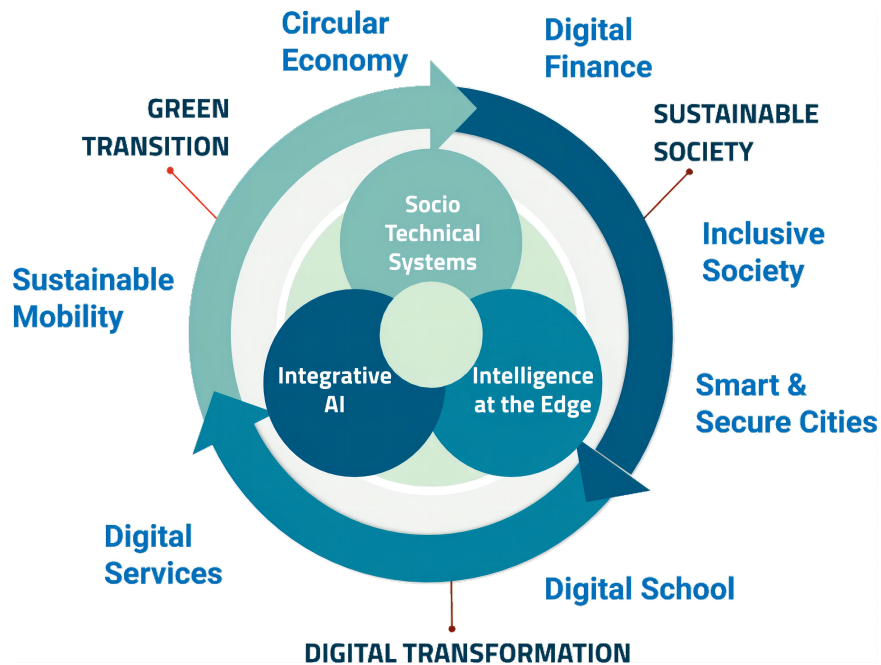 Circular
Economy
Digital
Finance
GREEN
TRANSITION
SUSTAINABLE
SOCIETY
Socio
Technical
Systems
Inclusive
Society
Sustainable
Mobility
Integrative
AI
Intelligence
at the Edge
Smart &
Secure Cities
Digital
Services
Digital School
DIGITAL TRANSFORMATION